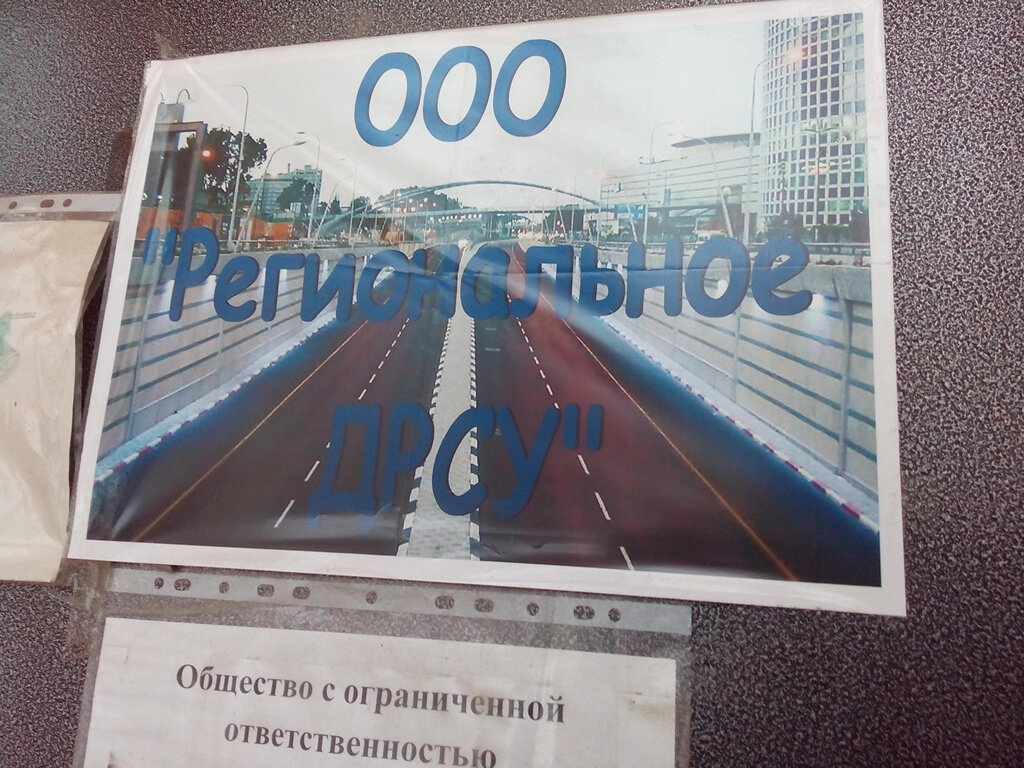 ООО
"Региональное
ДРСУ"
Общество с ограниченной
ответственностью